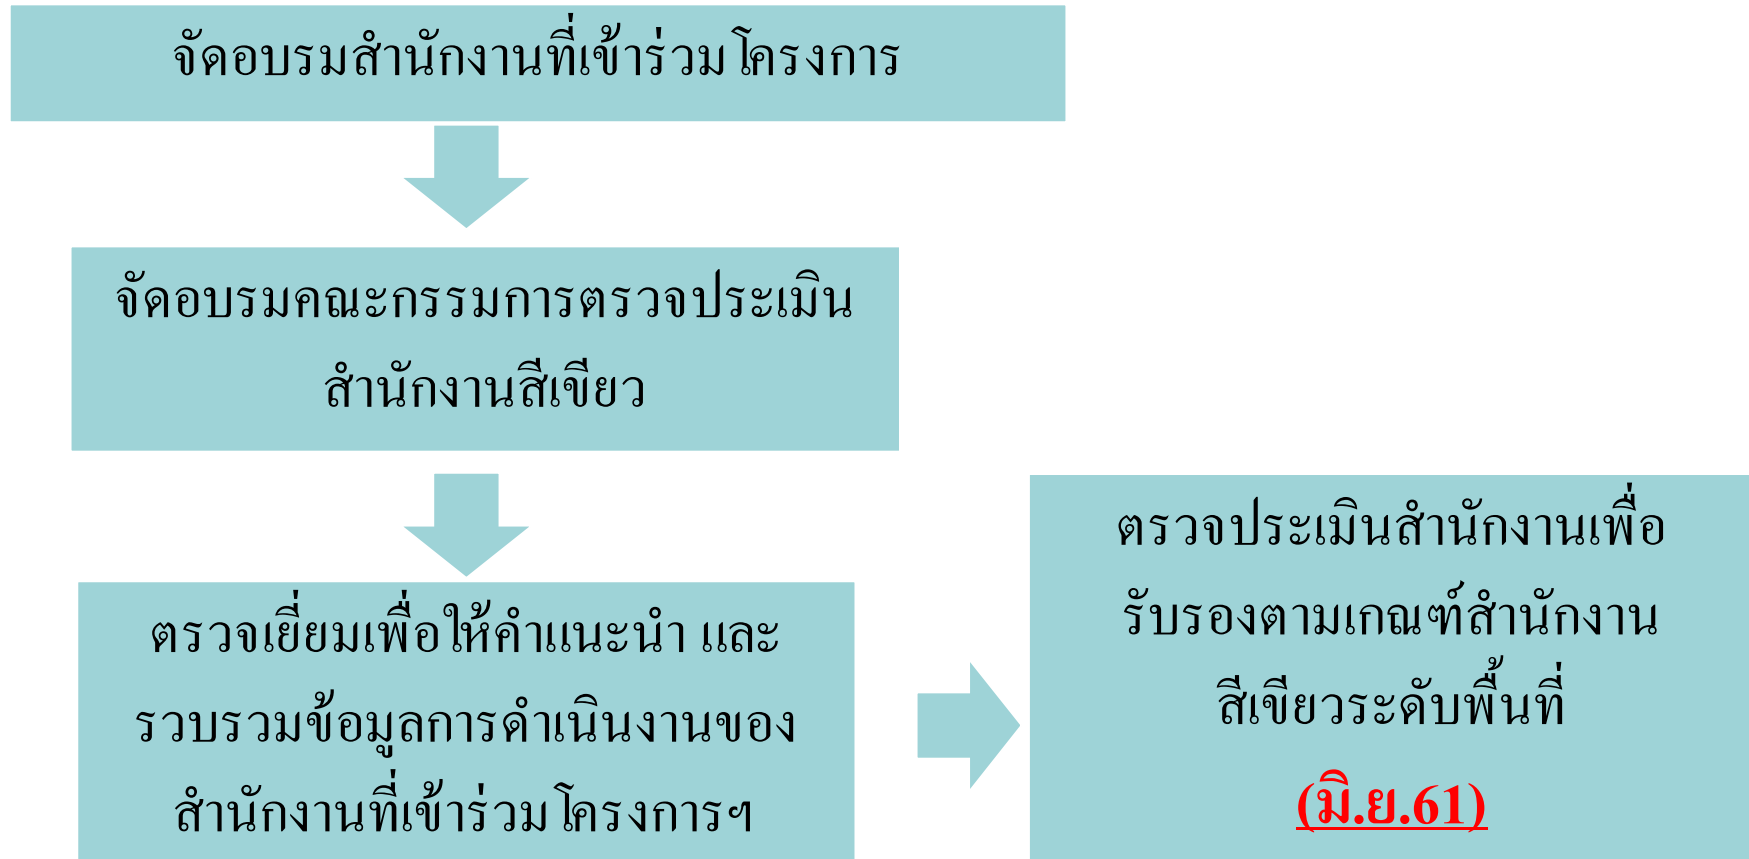 จัดอบรมสำนักงานที่เข้าร่วมโครงการ
จัดอบรมคณะกรรมการตรวจประเมิน
สำนักงานสีเขียว
ตรวจเยี่ยมเพื่อให้คำแนะนำ และ
รวบรวมข้อมูลการดำเนินงานของ
สำนักงานที่เข้าร่วมโครงการฯ
ตรวจประเมินสำนักงานเพื่อ
รับรองตามเกณฑ์สำนักงาน
สีเขียวระดับพื้นที่
(มิ.ย.61)